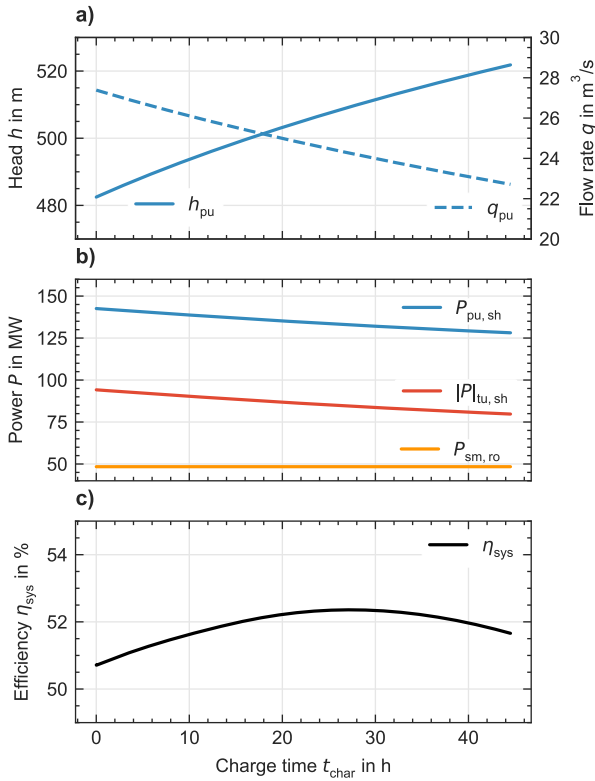 a)
Head h in m
520
500
480
30
28
26
24
22
20
Flow rate q in m³/s
h_pu
q_pu
b)
Power P in MW
150
125
100
75
50
P_pu, sh
|P|_tu, sh
P_sm, ro
c)
Efficiency η_sys in %
54
52
50
η_sys
0 10 20 30 40
Charge time t_char in h